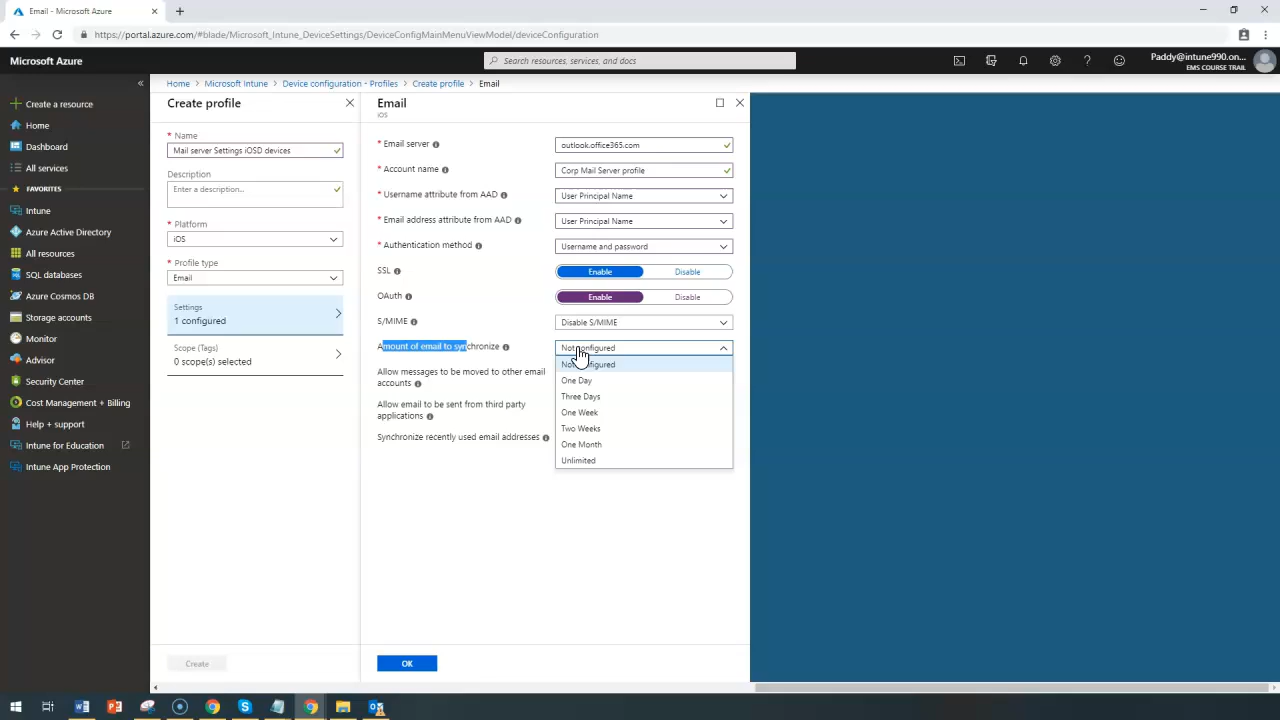 Email - Microsoft Azure
https://portal.azure.com/#blade/Microsoft_Intune_DeviceSettings/DeviceConfigMainMenuViewModel/deviceConfiguration
Microsoft Azure
Search resources, services, and docs
Paddy@intune990.on...
EMS COURSE TRAIL
Home > Microsoft Intune > Device configuration - Profiles > Create profile > Email
Create a resource
Home
Dashboard
All services
FAVORITES
Intune
Azure Active Directory
All resources
SQL databases
Azure Cosmos DB
Storage accounts
Monitor
Advisor
Security Center
Cost Management + Billing
Help + support
Intune for Education
Intune App Protection
Create profile
* Name
Mail server Settings iOSD devices
Description
Enter a description...
* Platform
iOS
* Profile type
Email
Settings
1 configured
Scope (Tags)
0 scope(s) selected
Create
Email
iOS
* Email server
outlook.office365.com
* Account name
Corp Mail Server profile
* Username attribute from AAD
User Principal Name
* Email address attribute from AAD
User Principal Name
* Authentication method
Username and password
SSL
Enable Disable
OAuth
Enable Disable
S/MIME
Disable S/MIME
Amount of email to synchronize
Not configured
Not configured
One Day
Three Days
One Week
Two Weeks
One Month
Unlimited
Allow messages to be moved to other email
accounts
Allow email to be sent from third party
applications
Synchronize recently used email addresses
OK